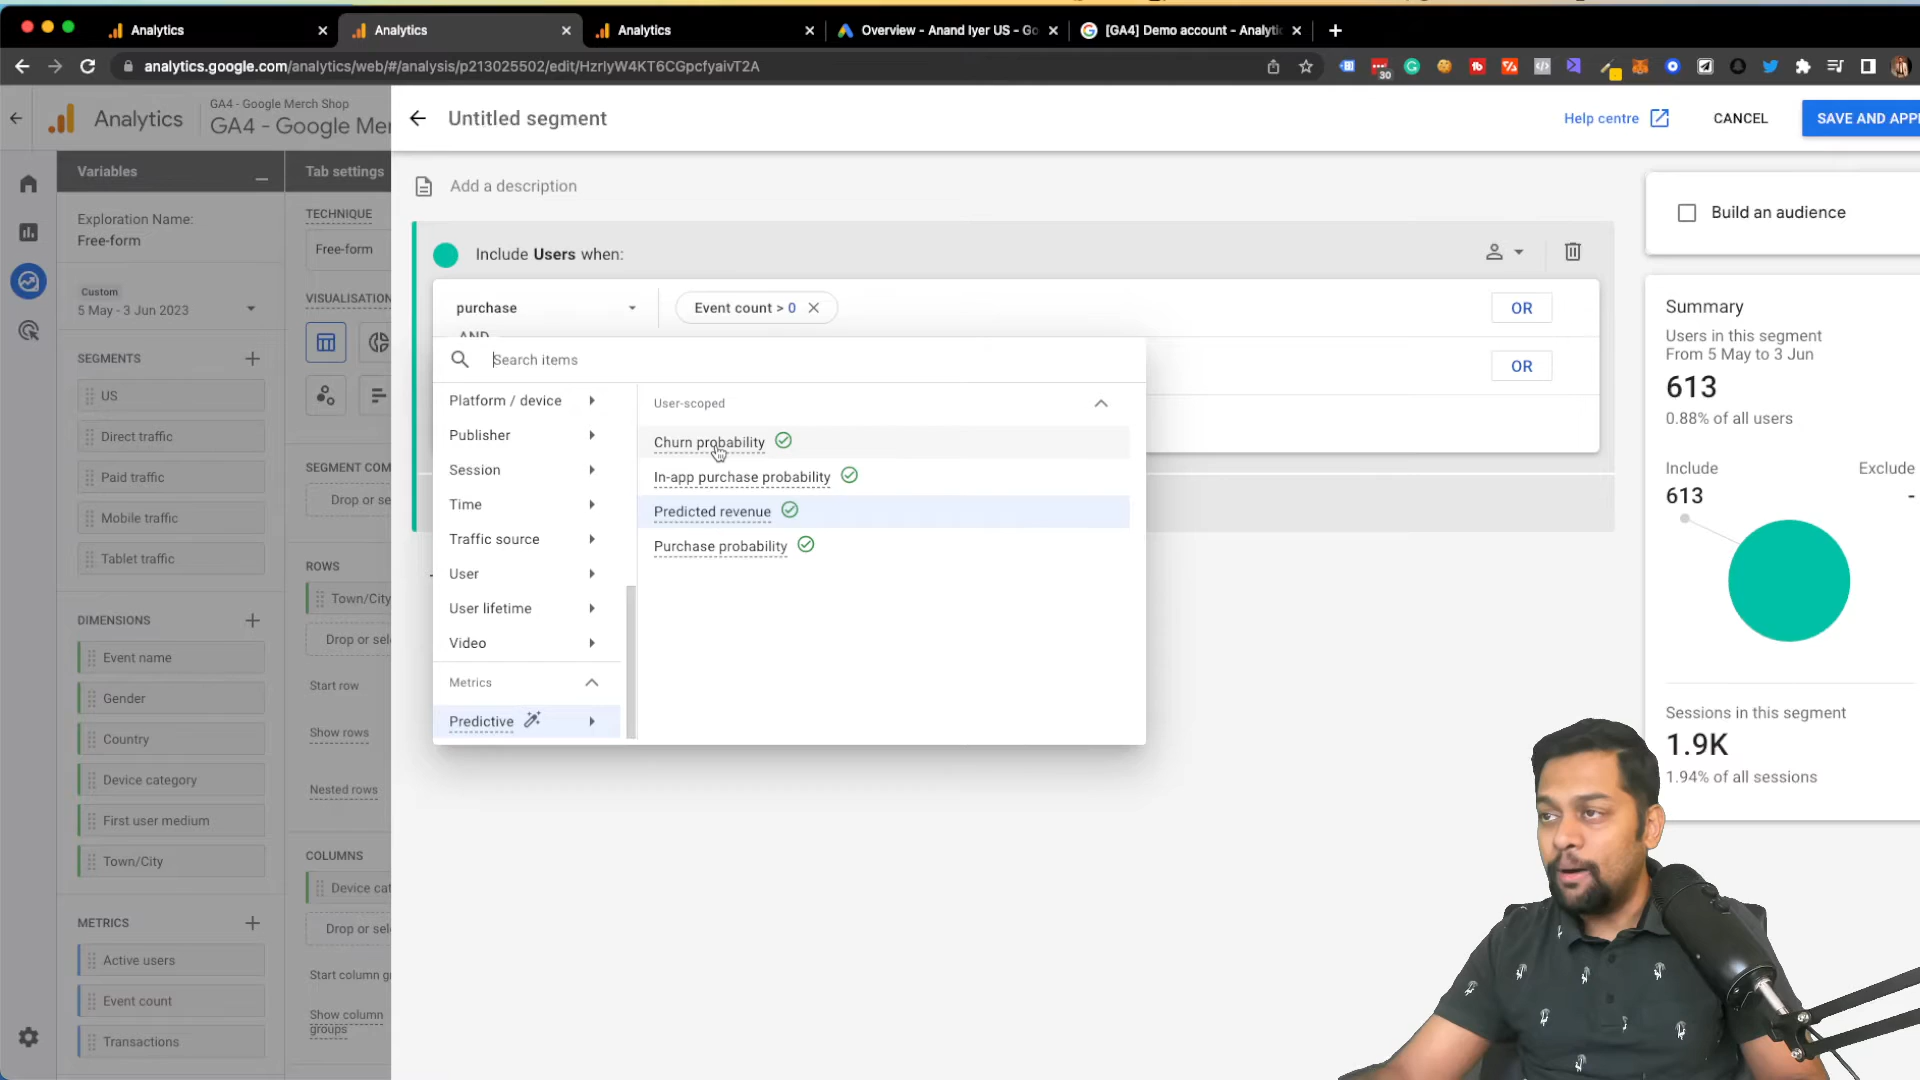 Analytics
Analytics
Analytics
Overview - Anand Iyer US - Go
[GA4] Demo account - Analytic
analytics.google.com/analytics/web/#/analysis/p213025502/edit/HzrlyW4KT6CGpcfyaivT2A
30
Analytics
GA4 - Google Merch Shop
GA4 - Google Mer
Untitled segment
Help centre
CANCEL
SAVE AND APP
Variables
Tab settings
Add a description
Build an audience
Exploration Name:
Free-form
TECHNIQUE
Free-form
Include Users when:
Custom
5 May - 3 Jun 2023
VISUALISATION
purchase
Event count > 0
OR
AND
OR
Summary
Users in this segment
From 5 May to 3 Jun
613
0.88% of all users
Include
Exclude
613
-
SEGMENTS
US
Direct traffic
Paid traffic
Mobile traffic
Tablet traffic
SEGMENT COM
Drop or se
Search items
Platform / device
Publisher
Session
Time
Traffic source
User
User lifetime
Video
Metrics
Predictive
User-scoped
Churn probability
In-app purchase probability
Predicted revenue
Purchase probability
ROWS
Town/City
Drop or sele
Start row
Show rows
Nested rows
DIMENSIONS
Event name
Gender
Country
Device category
First user medium
Town/City
Sessions in this segment
1.9K
1.94% of all sessions
COLUMNS
Device cat
Drop or sele
Start column g
Show column
groups
METRICS
Active users
Event count
Transactions